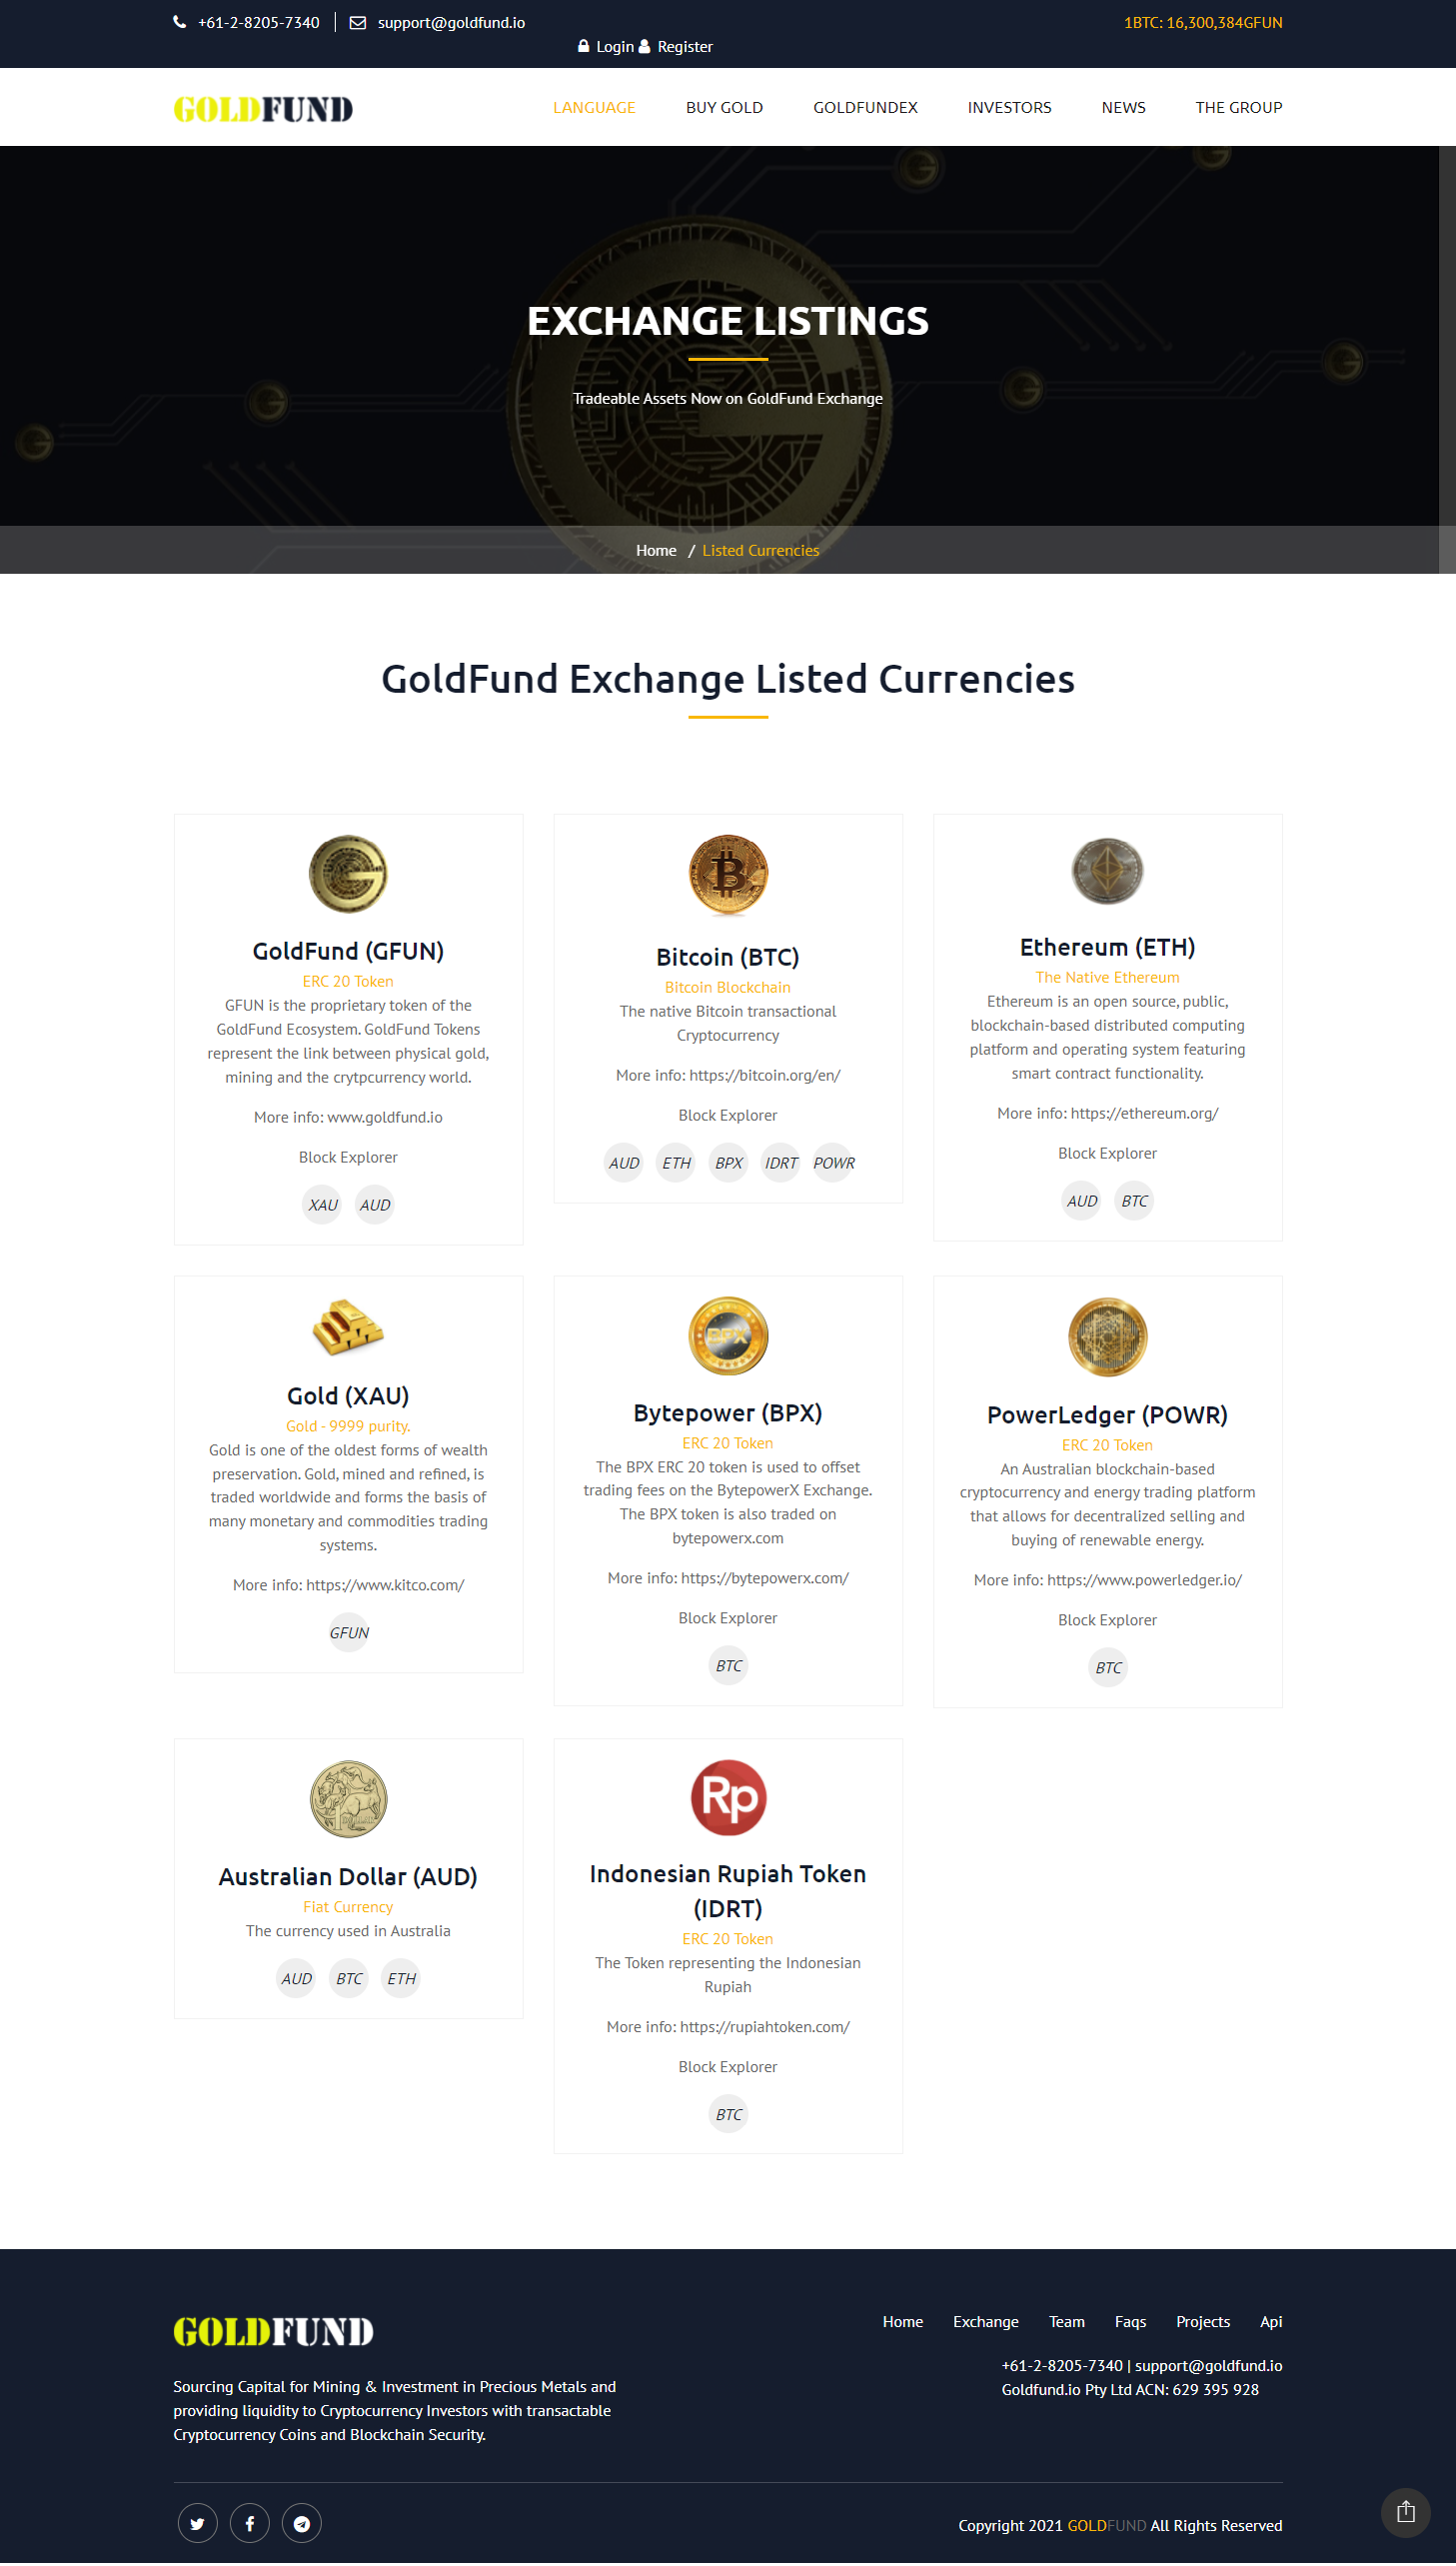 +61-2-8205-7340 support@goldfund.io 1BTC: 16,300,384GFUN
Login Register
GOLDFUND LANGUAGE BUY GOLD GOLDFUNDEX INVESTORS NEWS THE GROUP
EXCHANGE LISTINGS
Tradeable Assets Now on GoldFund Exchange
Home / Listed Currencies
GoldFund Exchange Listed Currencies
GoldFund (GFUN)
ERC 20 Token
GFUN is the proprietary token of the
GoldFund Ecosystem. GoldFund Tokens
represent the link between physical gold,
mining and the crytpcurrency world.
More info: www.goldfund.io
Block Explorer
XAU AUD
Bitcoin (BTC)
Bitcoin Blockchain
The native Bitcoin transactional
Cryptocurrency
More info: https://bitcoin.org/en/
Block Explorer
AUD ETH BPX IDRT POWR
Ethereum (ETH)
The Native Ethereum
Ethereum is an open source, public,
blockchain-based distributed computing
platform and operating system featuring
smart contract functionality.
More info: https://ethereum.org/
Block Explorer
AUD BTC
Gold (XAU)
Gold - 9999 purity.
Gold is one of the oldest forms of wealth
preservation. Gold, mined and refined, is
traded worldwide and forms the basis of
many monetary and commodities trading
systems.
More info: https://www.kitco.com/
GFUN
BPX
Bytepower (BPX)
ERC 20 Token
The BPX ERC 20 token is used to offset
trading fees on the BytepowerX Exchange.
The BPX token is also traded on
bytepowerx.com
More info: https://bytepowerx.com/
Block Explorer
BTC
PowerLedger (POWR)
ERC 20 Token
An Australian blockchain-based
cryptocurrency and energy trading platform
that allows for decentralized selling and
buying of renewable energy.
More info: https://www.powerledger.io/
Block Explorer
BTC
Australian Dollar (AUD)
Fiat Currency
The currency used in Australia
AUD BTC ETH
Rp
Indonesian Rupiah Token
(IDRT)
ERC 20 Token
The Token representing the Indonesian
Rupiah
More info: https://rupiahtoken.com/
Block Explorer
BTC
GOLDFUND
Sourcing Capital for Mining & Investment in Precious Metals and
providing liquidity to Cryptocurrency Investors with transactable
Cryptocurrency Coins and Blockchain Security.
Home Exchange Team Faqs Projects Api
+61-2-8205-7340 | support@goldfund.io
Goldfund.io Pty Ltd ACN: 629 395 928
Copyright 2021 GOLDFUND All Rights Reserved